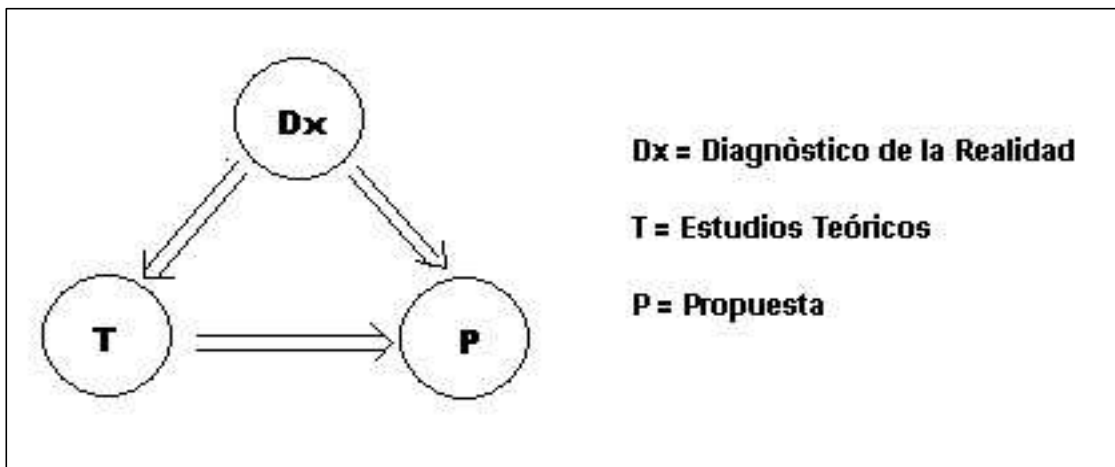 Dx
T
P
Dx = Diagnòstico de la Realidad
T = Estudios Teóricos
P = Propuesta